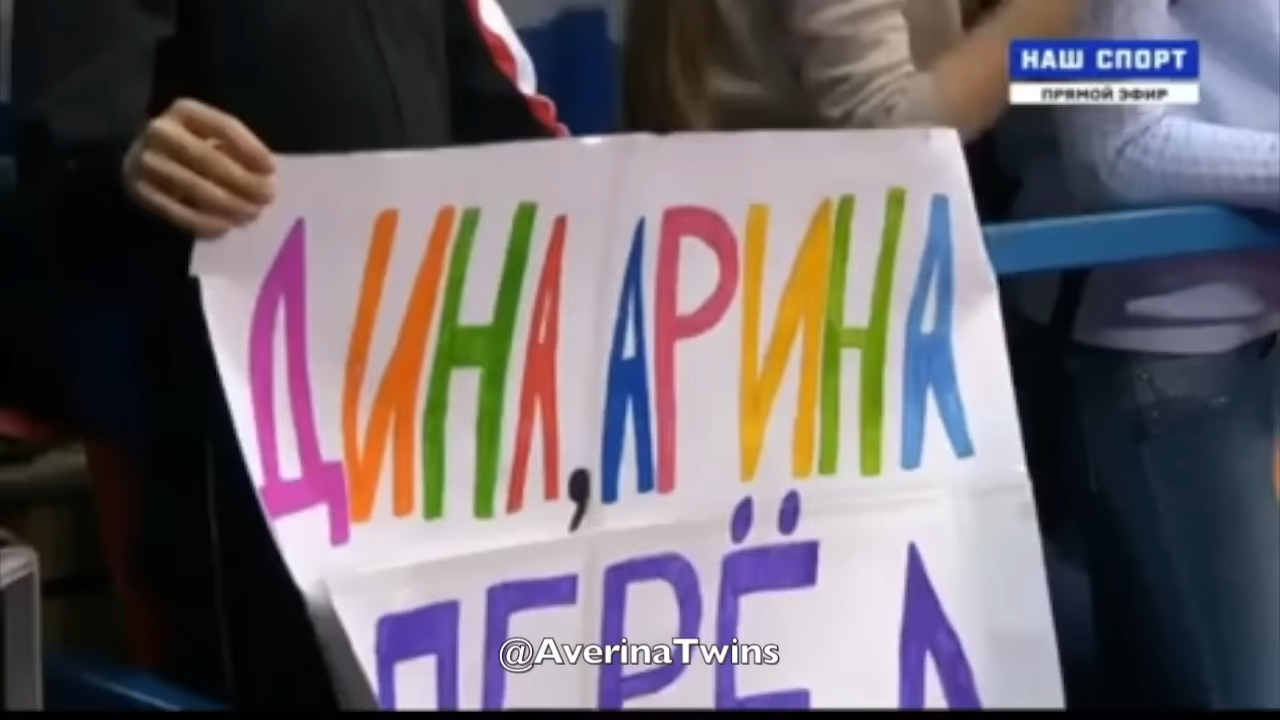 НАШ СПОРТ
ПРЯМОЙ ЭФИР
ДИНА, АРИНА
@AverinaTwins